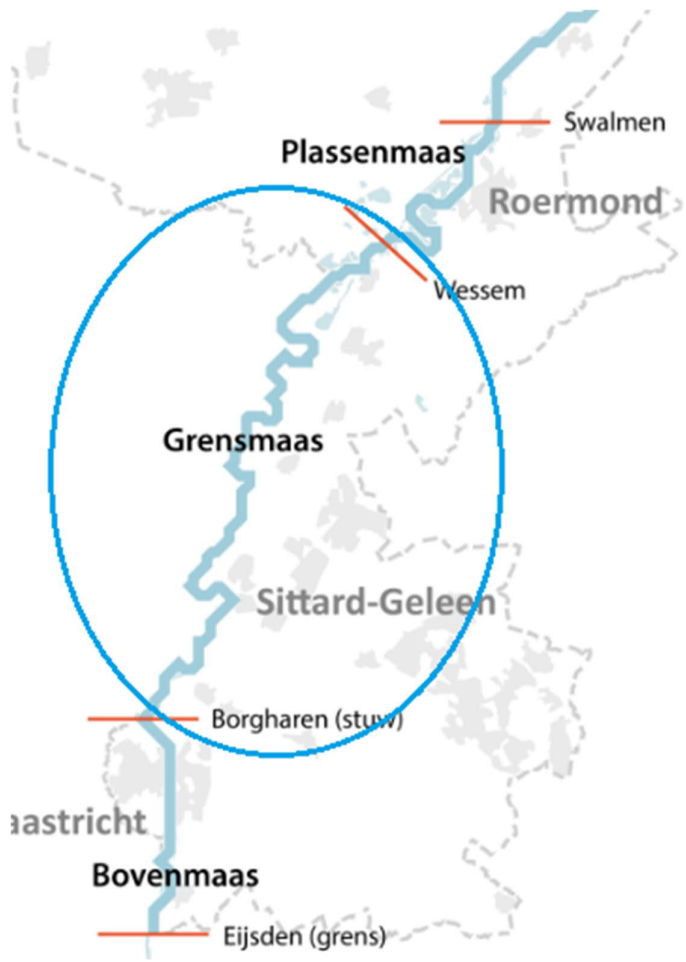 Swalmen
Plassenmaas
Roermond
Wessem
Grensmaas
Sittard-Geleen
Borgharen (stuw)
aastricht
Bovenmaas
Eijsden (grens)